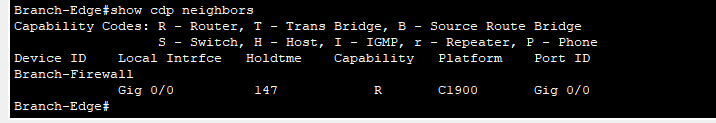 Branch-Edge#show cdp neighbors
Capability Codes: R - Router, T - Trans Bridge, B - Source Route Bridge
S - Switch, H - Host, I - IGMP, r - Repeater, P - Phone
Device ID    Local Intrfce   Holdtme    Capability   Platform    Port ID
Branch-Firewall
Gig 0/0          147            R       C1900       Gig 0/0
Branch-Edge#